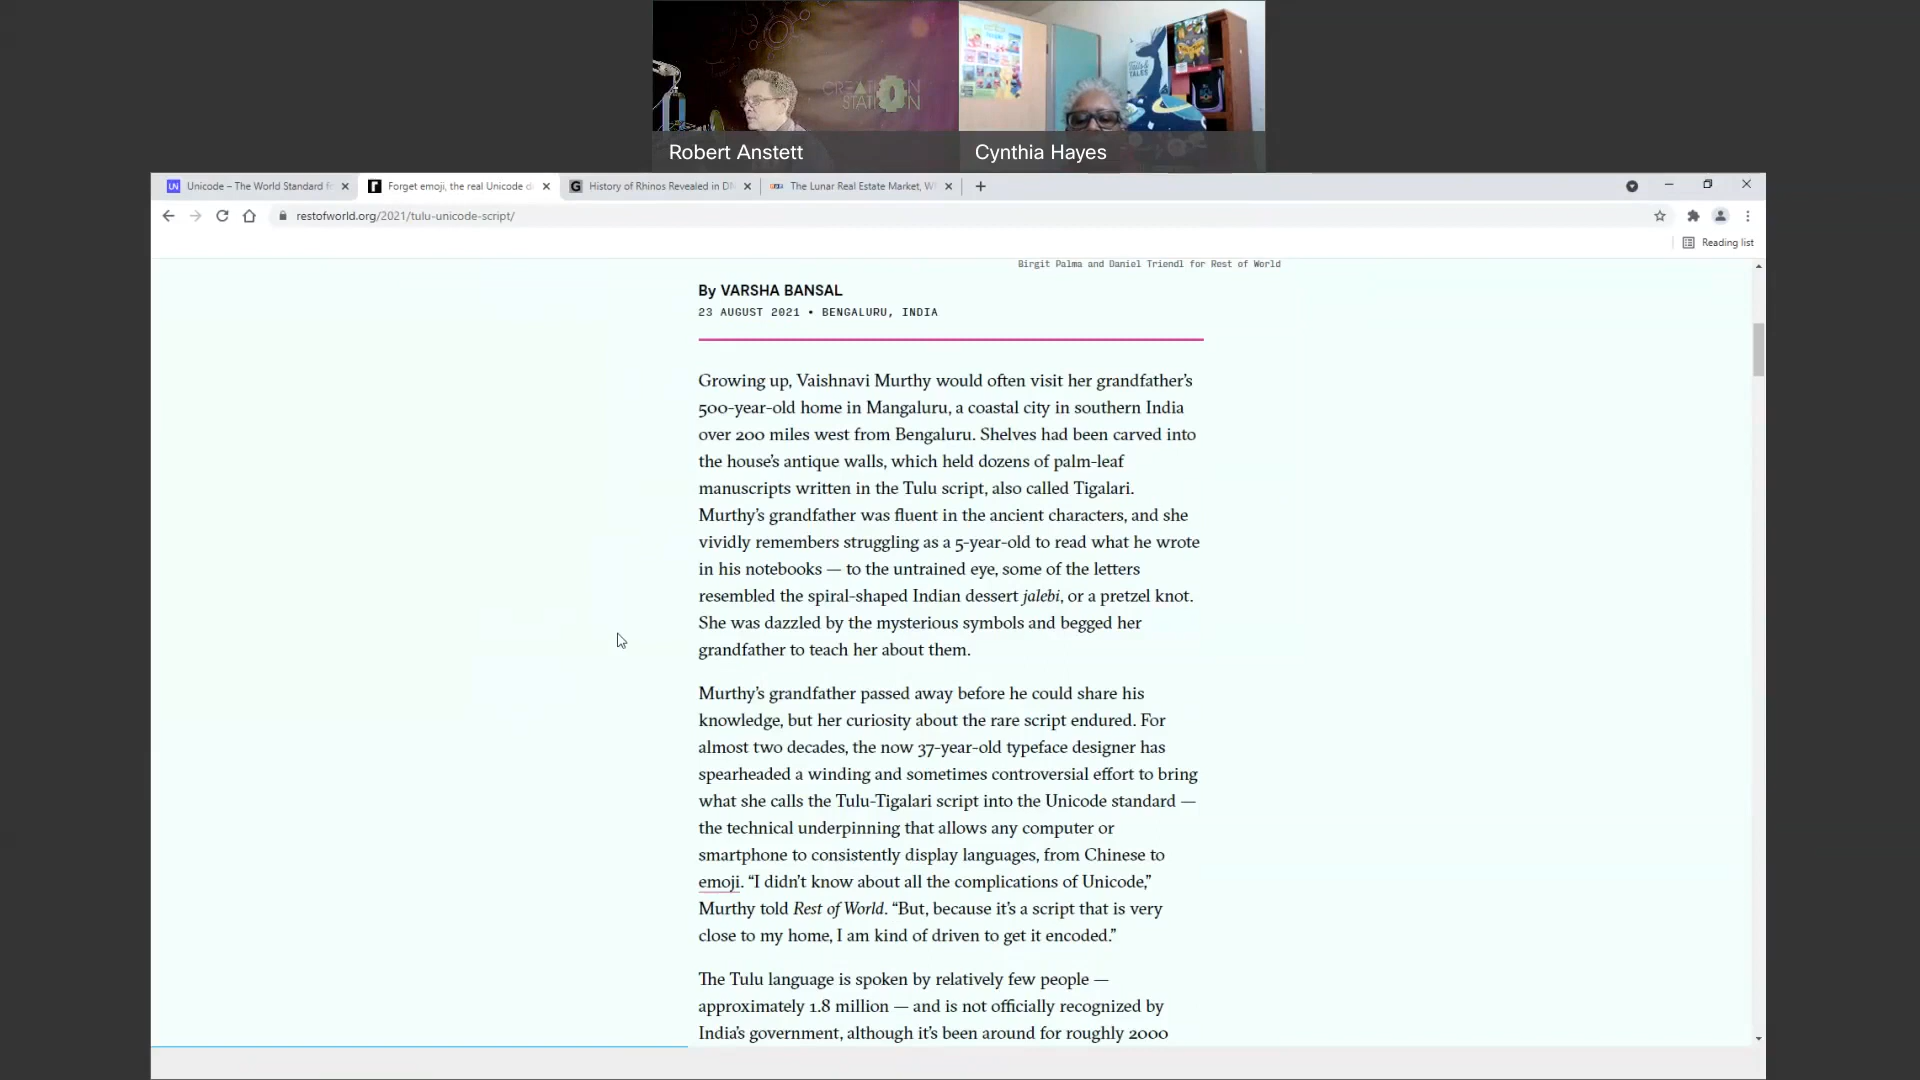 CREATION
STATION
TAILS &
TALES
Robert Anstett
Cynthia Hayes
Unicode – The World Standard fo
Forget emoji, the real Unicode d
History of Rhinos Revealed in DN
The Lunar Real Estate Market, W
restofworld.org/2021/tulu-unicode-script/
Reading list
Birgit Palma and Daniel Triendl for Rest of World
By VARSHA BANSAL
23 AUGUST 2021 • BENGALURU, INDIA
Growing up, Vaishnavi Murthy would often visit her grandfather’s
500-year-old home in Mangaluru, a coastal city in southern India
over 200 miles west from Bengaluru. Shelves had been carved into
the house’s antique walls, which held dozens of palm-leaf
manuscripts written in the Tulu script, also called Tigalari.
Murthy’s grandfather was fluent in the ancient characters, and she
vividly remembers struggling as a 5-year-old to read what he wrote
in his notebooks — to the untrained eye, some of the letters
resembled the spiral-shaped Indian dessert jalebi, or a pretzel knot.
She was dazzled by the mysterious symbols and begged her
grandfather to teach her about them.
Murthy’s grandfather passed away before he could share his
knowledge, but her curiosity about the rare script endured. For
almost two decades, the now 37-year-old typeface designer has
spearheaded a winding and sometimes controversial effort to bring
what she calls the Tulu-Tigalari script into the Unicode standard —
the technical underpinning that allows any computer or
smartphone to consistently display languages, from Chinese to
emoji. “I didn’t know about all the complications of Unicode,”
Murthy told Rest of World. “But, because it’s a script that is very
close to my home, I am kind of driven to get it encoded.”
The Tulu language is spoken by relatively few people —
approximately 1.8 million — and is not officially recognized by
India’s government, although it’s been around for roughly 2000